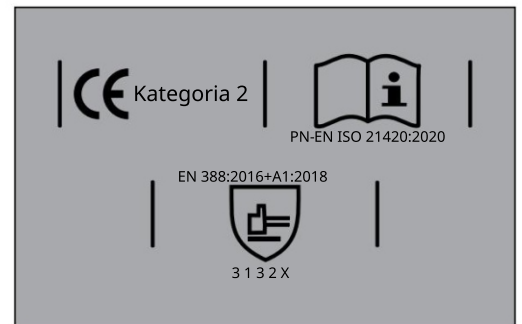 CE Kategoria 2
i
PN-EN ISO 21420:2020
EN 388:2016+A1:2018
3 1 3 2 X